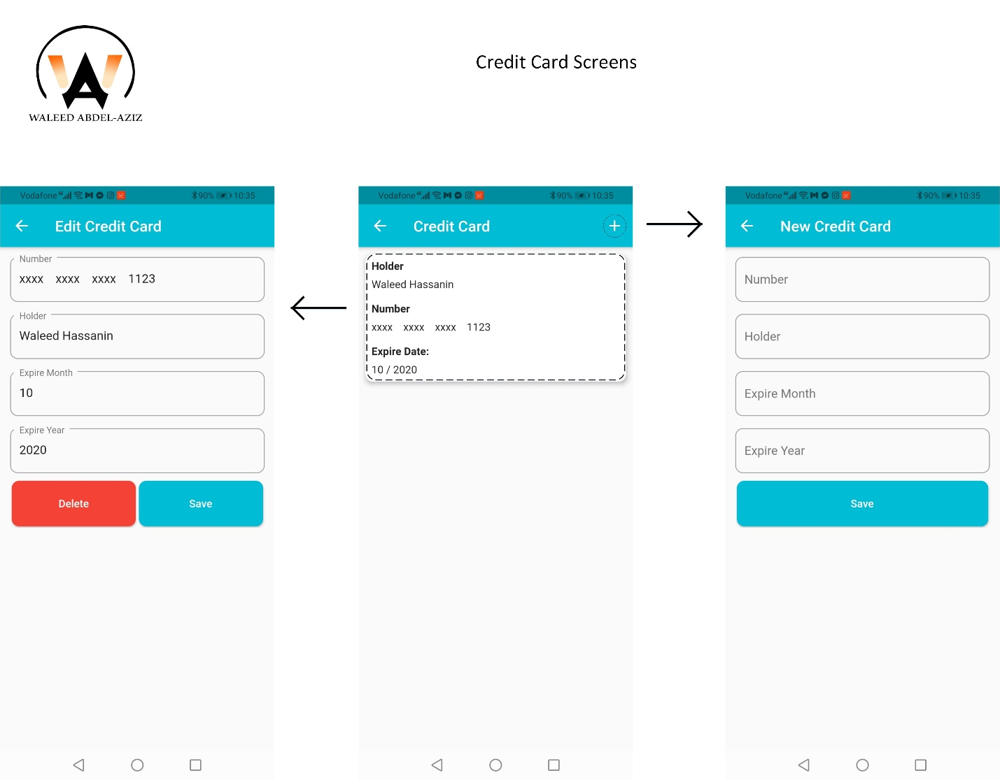 WALEED ABDEL-AZIZ
Credit Card Screens
Vodafone 4G 90% 10:35
Edit Credit Card
Number
xxxx xxxx xxxx 1123
Holder
Waleed Hassanin
Expire Month
10
Expire Year
2020
Delete Save
Vodafone 4G 90% 10:35
Credit Card
Holder
Waleed Hassanin
Number
xxxx xxxx xxxx 1123
Expire Date:
10 / 2020
Vodafone 4G 90% 10:35
New Credit Card
Number
Holder
Expire Month
Expire Year
Save